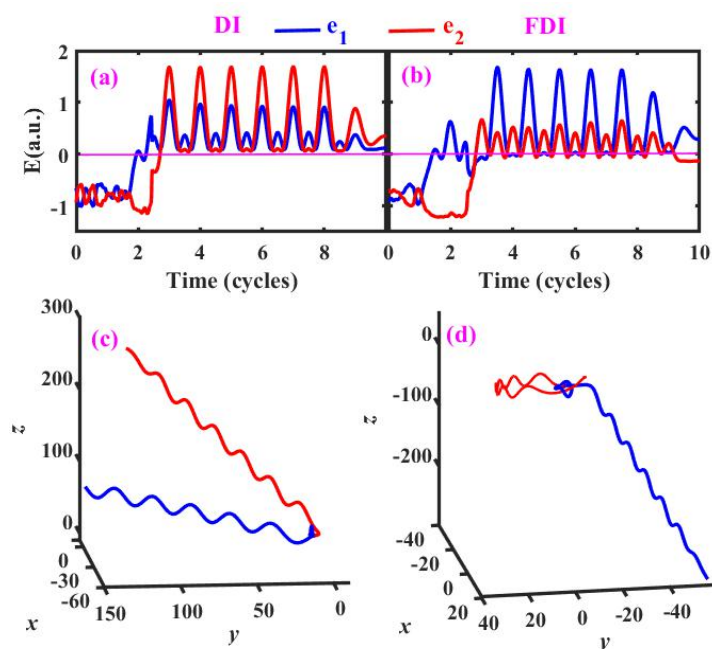 DI e₁ e₂ FDI
(a) (b)
E(a.u.)
2
1
0
-1
0 2 4 6 8
0 2 4 6 8 10
Time (cycles) Time (cycles)
(c)
300
200
100
0
z
0
-30
-60
x
150 100 50 0
y
(d)
0
-100
-200
z
-40
-20
0
20
x
40 20 0 -20 -40
y